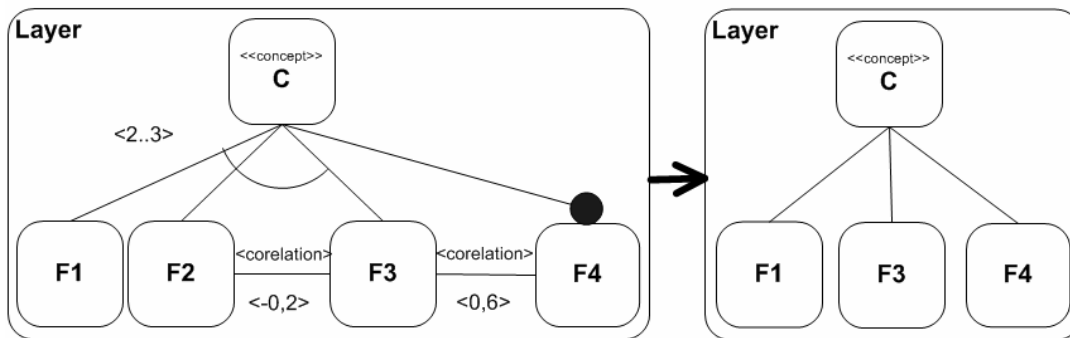 Layer
<<concept>>
C
<2..3>
F1
F2
<corelation>
<-0,2>
F3
<corelation>
<0,6>
F4
Layer
<<concept>>
C
F1
F3
F4